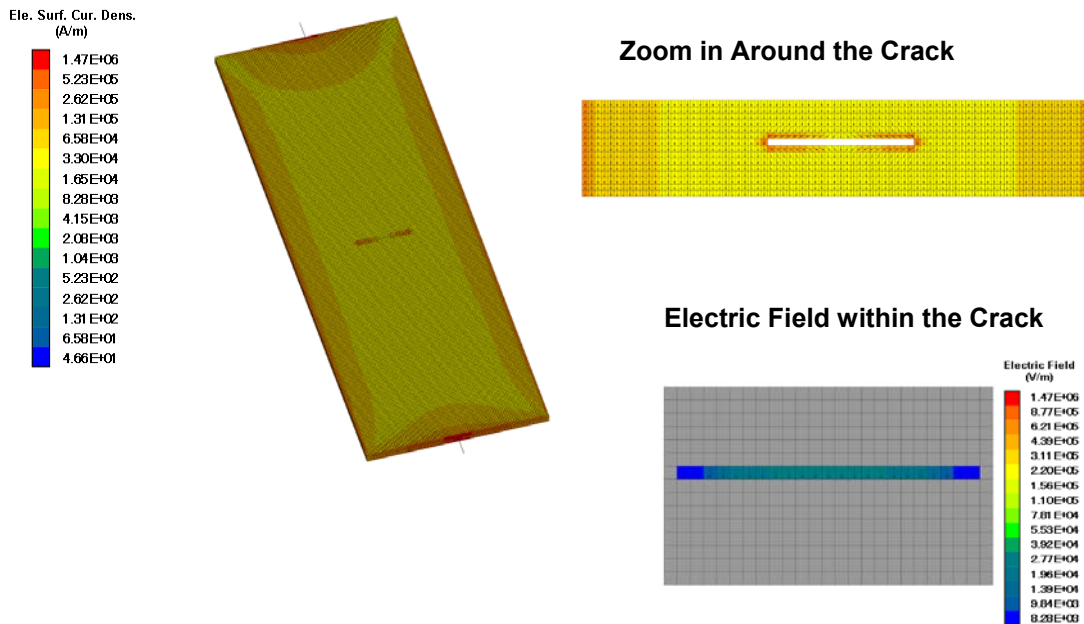 Ele. Surf. Cur. Dens.
(A/m)
1.47E+06
5.23E+05
2.62E+05
1.31E+05
6.58E+04
3.30E+04
1.65E+04
8.28E+03
4.15E+03
2.08E+03
1.04E+03
5.23E+02
2.62E+02
1.31E+02
6.58E+01
4.66E+01
Zoom in Around the Crack
Electric Field within the Crack
Electric Field
(V/m)
1.47E+06
8.77E+05
6.21E+05
4.39E+05
3.11E+05
2.20E+05
1.56E+05
1.10E+05
7.81E+04
5.53E+04
3.92E+04
2.77E+04
1.96E+04
1.39E+04
9.84E+03
8.28E+03